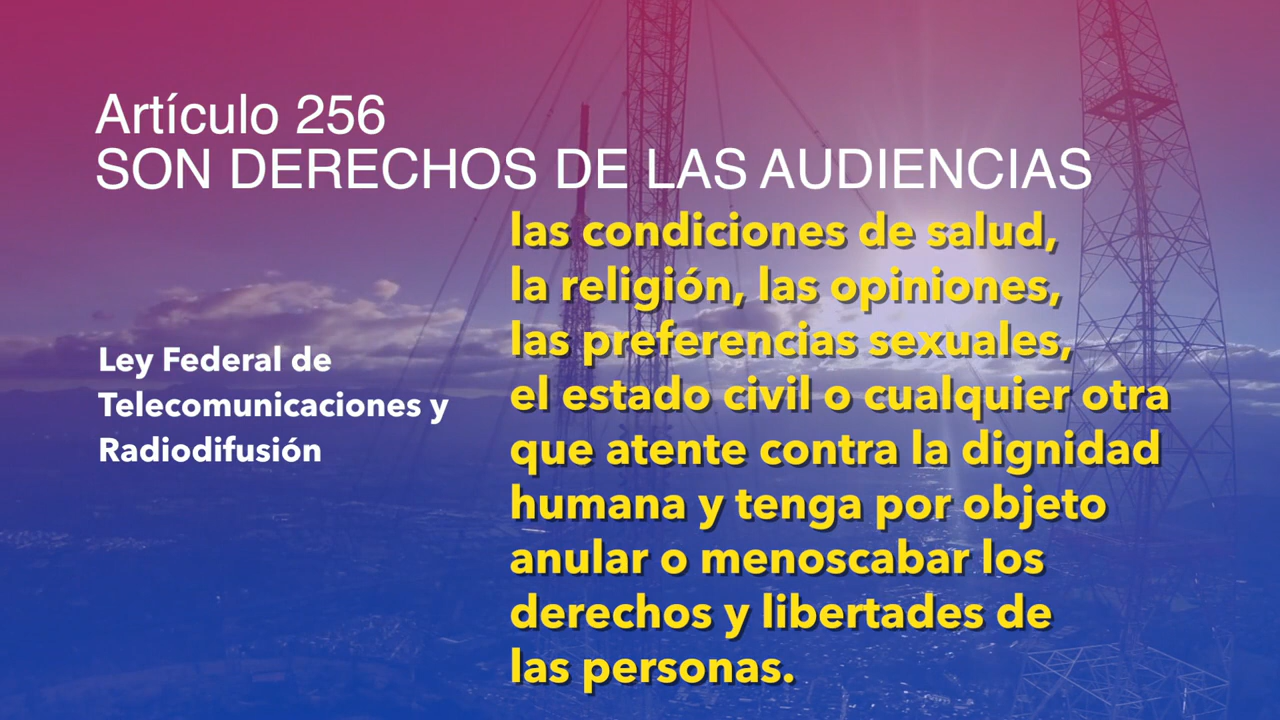 Artículo 256
SON DERECHOS DE LAS AUDIENCIAS
Ley Federal de
Telecomunicaciones y
Radiodifusión
las condiciones de salud,
la religión, las opiniones,
las preferencias sexuales,
el estado civil o cualquier otra
que atente contra la dignidad
humana y tenga por objeto
anular o menoscabar los
derechos y libertades de
las personas.